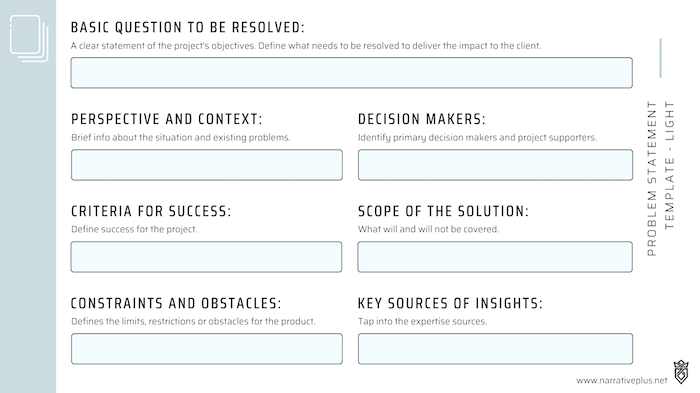 BASIC QUESTION TO BE RESOLVED:
A clear statement of the project's objectives. Define what needs to be resolved to deliver the impact to the client.
PERSPECTIVE AND CONTEXT:
Brief info about the situation and existing problems.
DECISION MAKERS:
Identify primary decision makers and project supporters.
CRITERIA FOR SUCCESS:
Define success for the project.
SCOPE OF THE SOLUTION:
What will and will not be covered.
CONSTRAINTS AND OBSTACLES:
Defines the limits, restrictions or obstacles for the product.
KEY SOURCES OF INSIGHTS:
Tap into the expertise sources.
PROBLEM STATEMENT
TEMPLATE - LIGHT
www.narrativeplus.net